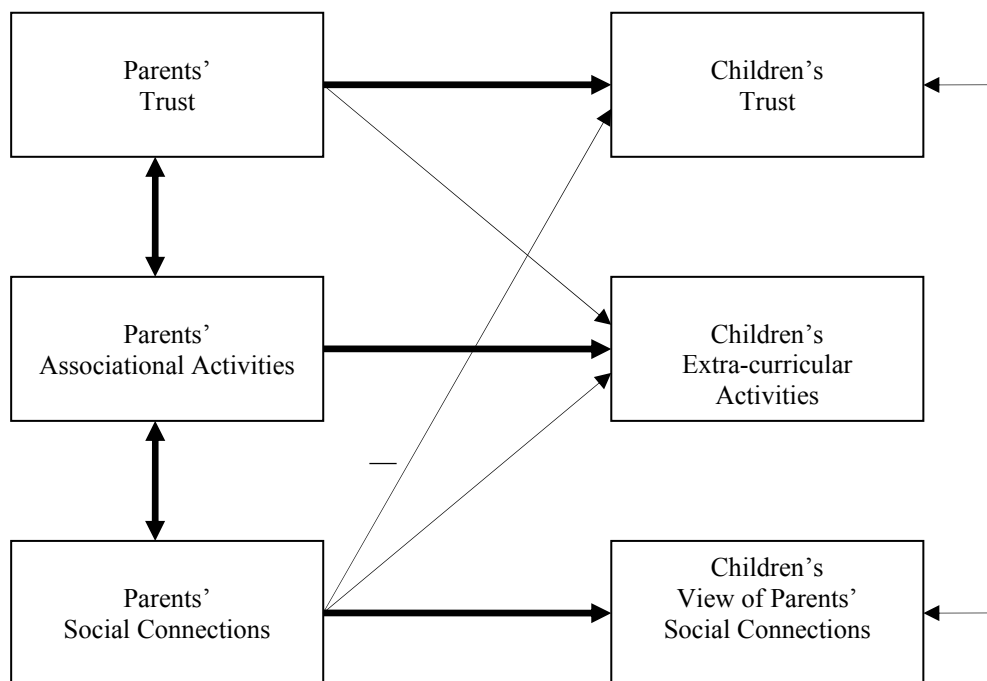 Parents’
Trust
Children’s
Trust
Parents’
Associational Activities
Children’s
Extra-curricular
Activities
—
Parents’
Social Connections
Children’s
View of Parents’
Social Connections